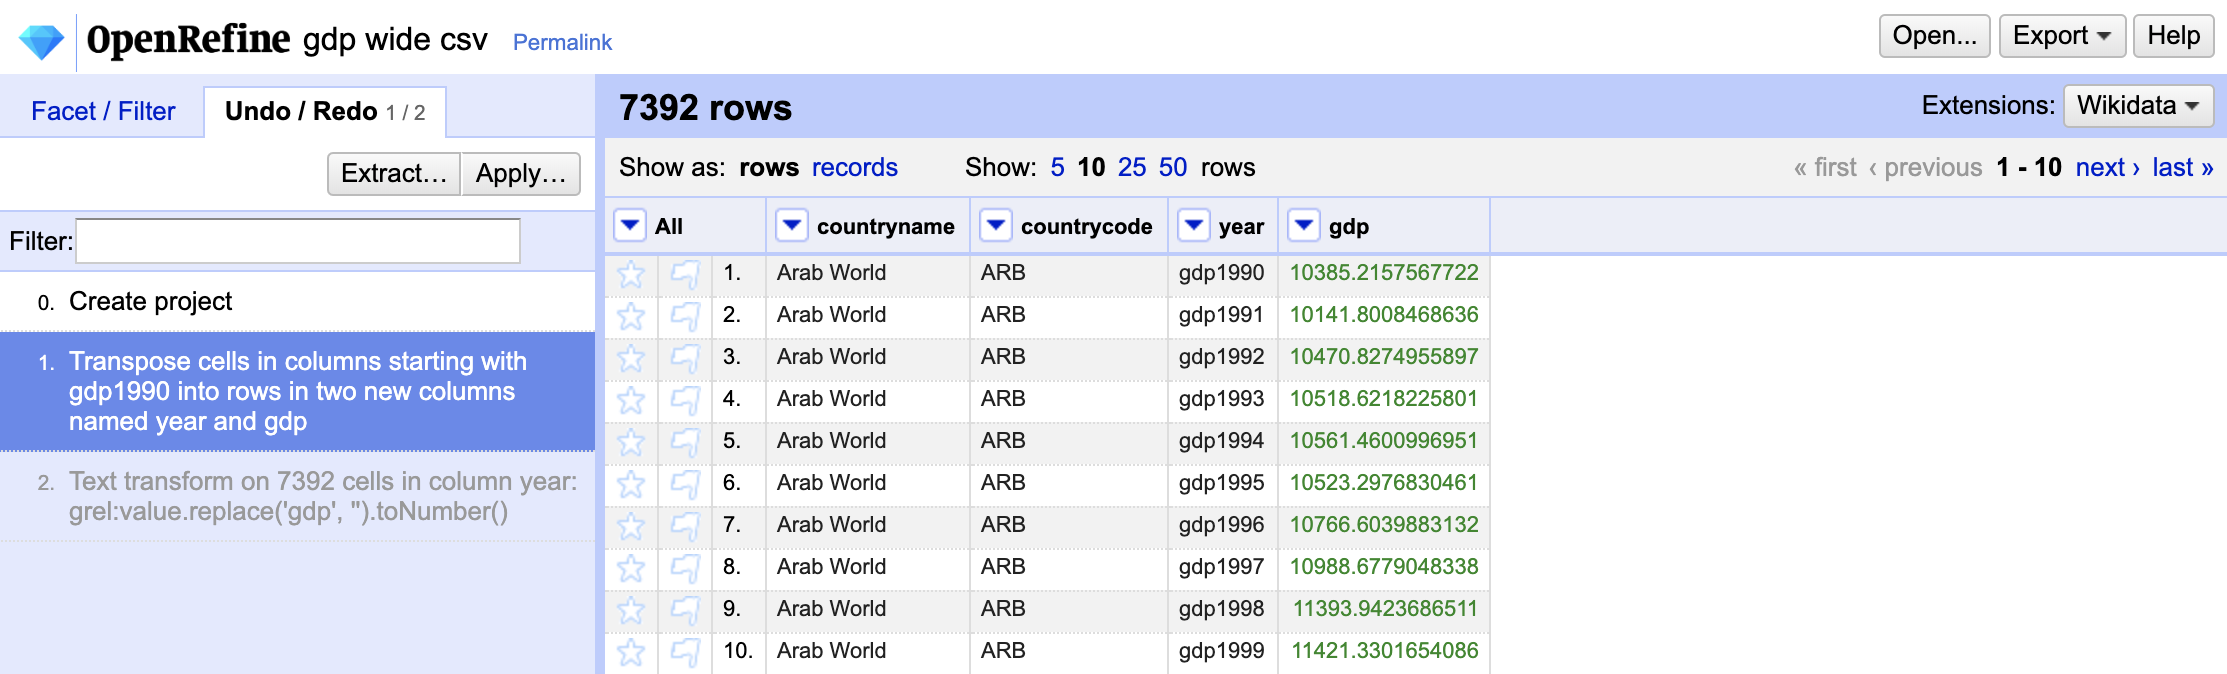 OpenRefine gdp wide csv Permalink Open... Export Help
Facet / Filter Undo / Redo 1 / 2
Extract... Apply...
Filter:
0. Create project
1. Transpose cells in columns starting with
gdp1990 into rows in two new columns
named year and gdp
2. Text transform on 7392 cells in column year:
grel:value.replace('gdp', '').toNumber()
7392 rows Extensions: Wikidata
Show as: rows records Show: 5 10 25 50 rows « first ‹ previous 1 - 10 next › last »
All countryname countrycode year gdp
1. Arab World ARB gdp1990 10385.2157567722
2. Arab World ARB gdp1991 10141.8008468636
3. Arab World ARB gdp1992 10470.8274955897
4. Arab World ARB gdp1993 10518.6218225801
5. Arab World ARB gdp1994 10561.4600996951
6. Arab World ARB gdp1995 10523.2976830461
7. Arab World ARB gdp1996 10766.6039883132
8. Arab World ARB gdp1997 10988.6779048338
9. Arab World ARB gdp1998 11393.9423686511
10. Arab World ARB gdp1999 11421.3301654086